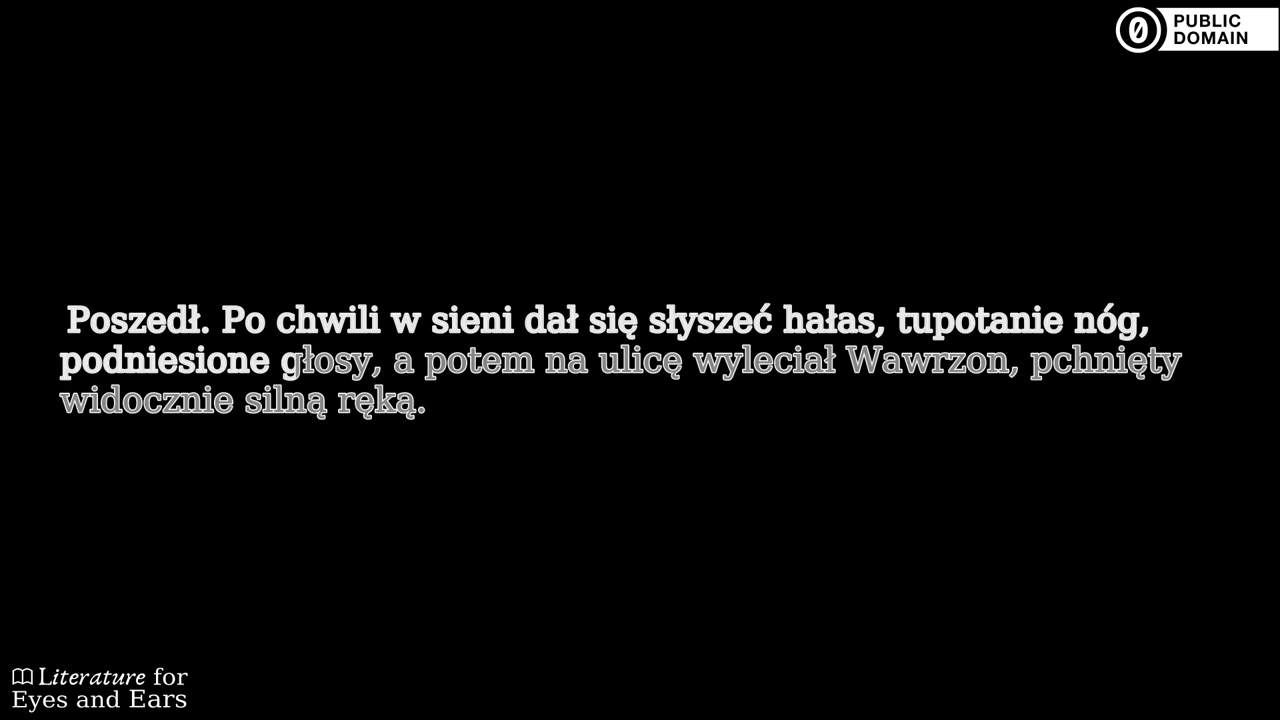 PUBLIC
DOMAIN
Poszedł. Po chwili w sieni dał się słyszeć hałas, tupotanie nóg,
podniesione głosy, a potem na ulicę wyleciał Wawrzon, pchnięty
widocznie silną ręką.
Literature for
Eyes and Ears